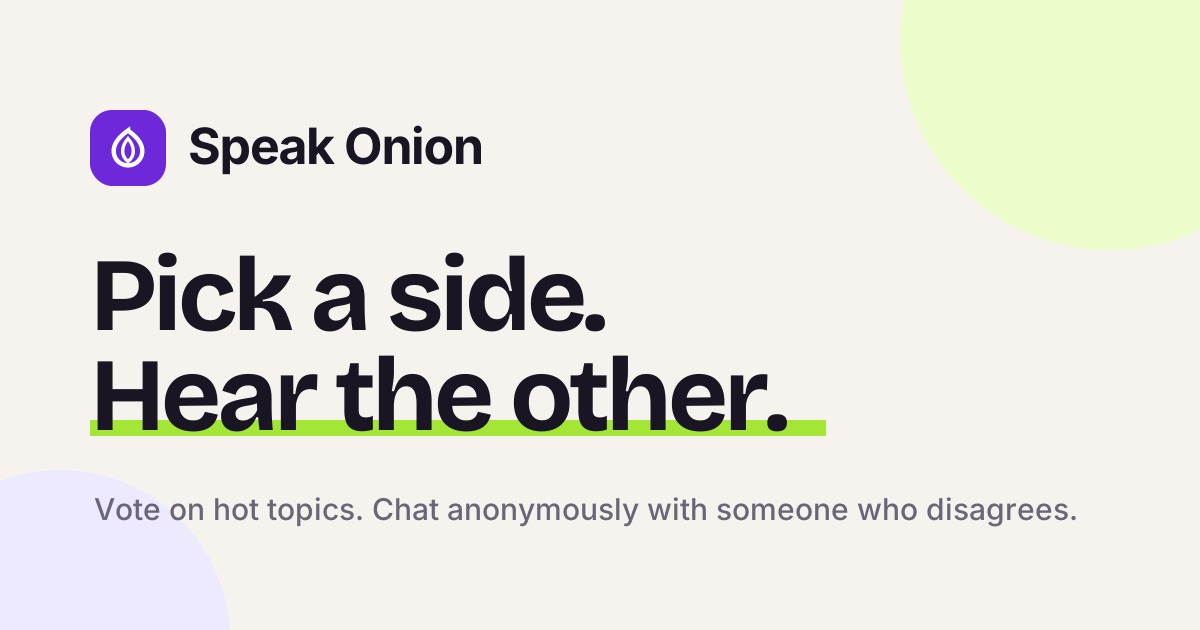 Speak Onion
Pick a side.
Hear the other.
Vote on hot topics. Chat anonymously with someone who disagrees.